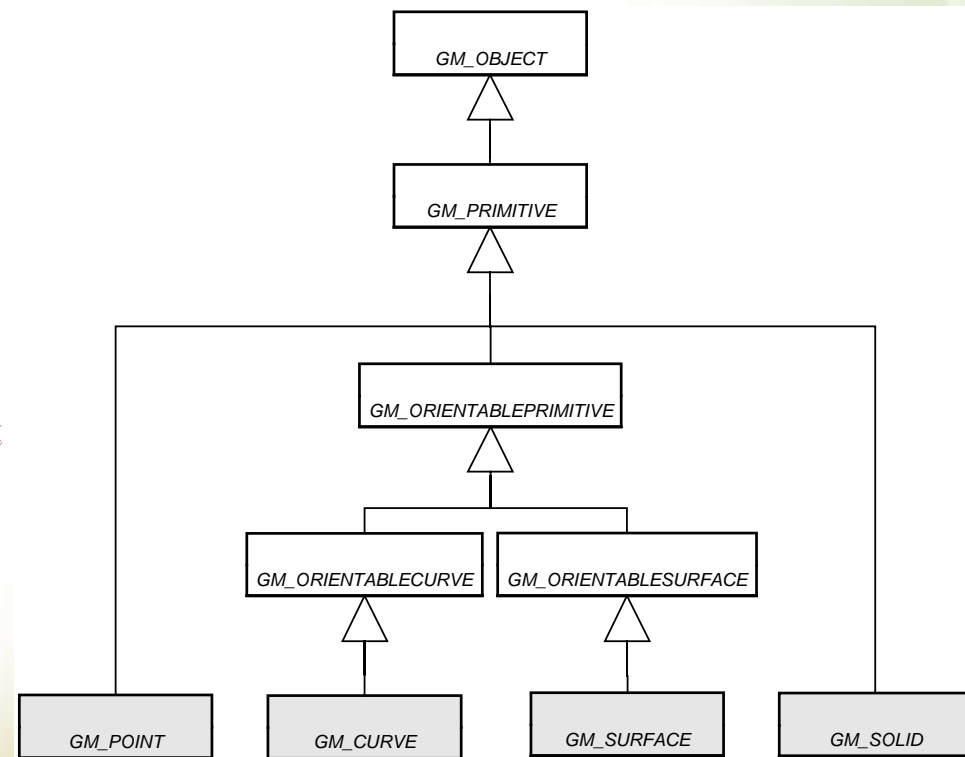 GM_OBJECT
GM_PRIMITIVE
GM_ORIENTABLEPRIMITIVE
GM_ORIENTABLECURVE
GM_ORIENTABLESURFACE
GM_POINT
GM_CURVE
GM_SURFACE
GM_SOLID